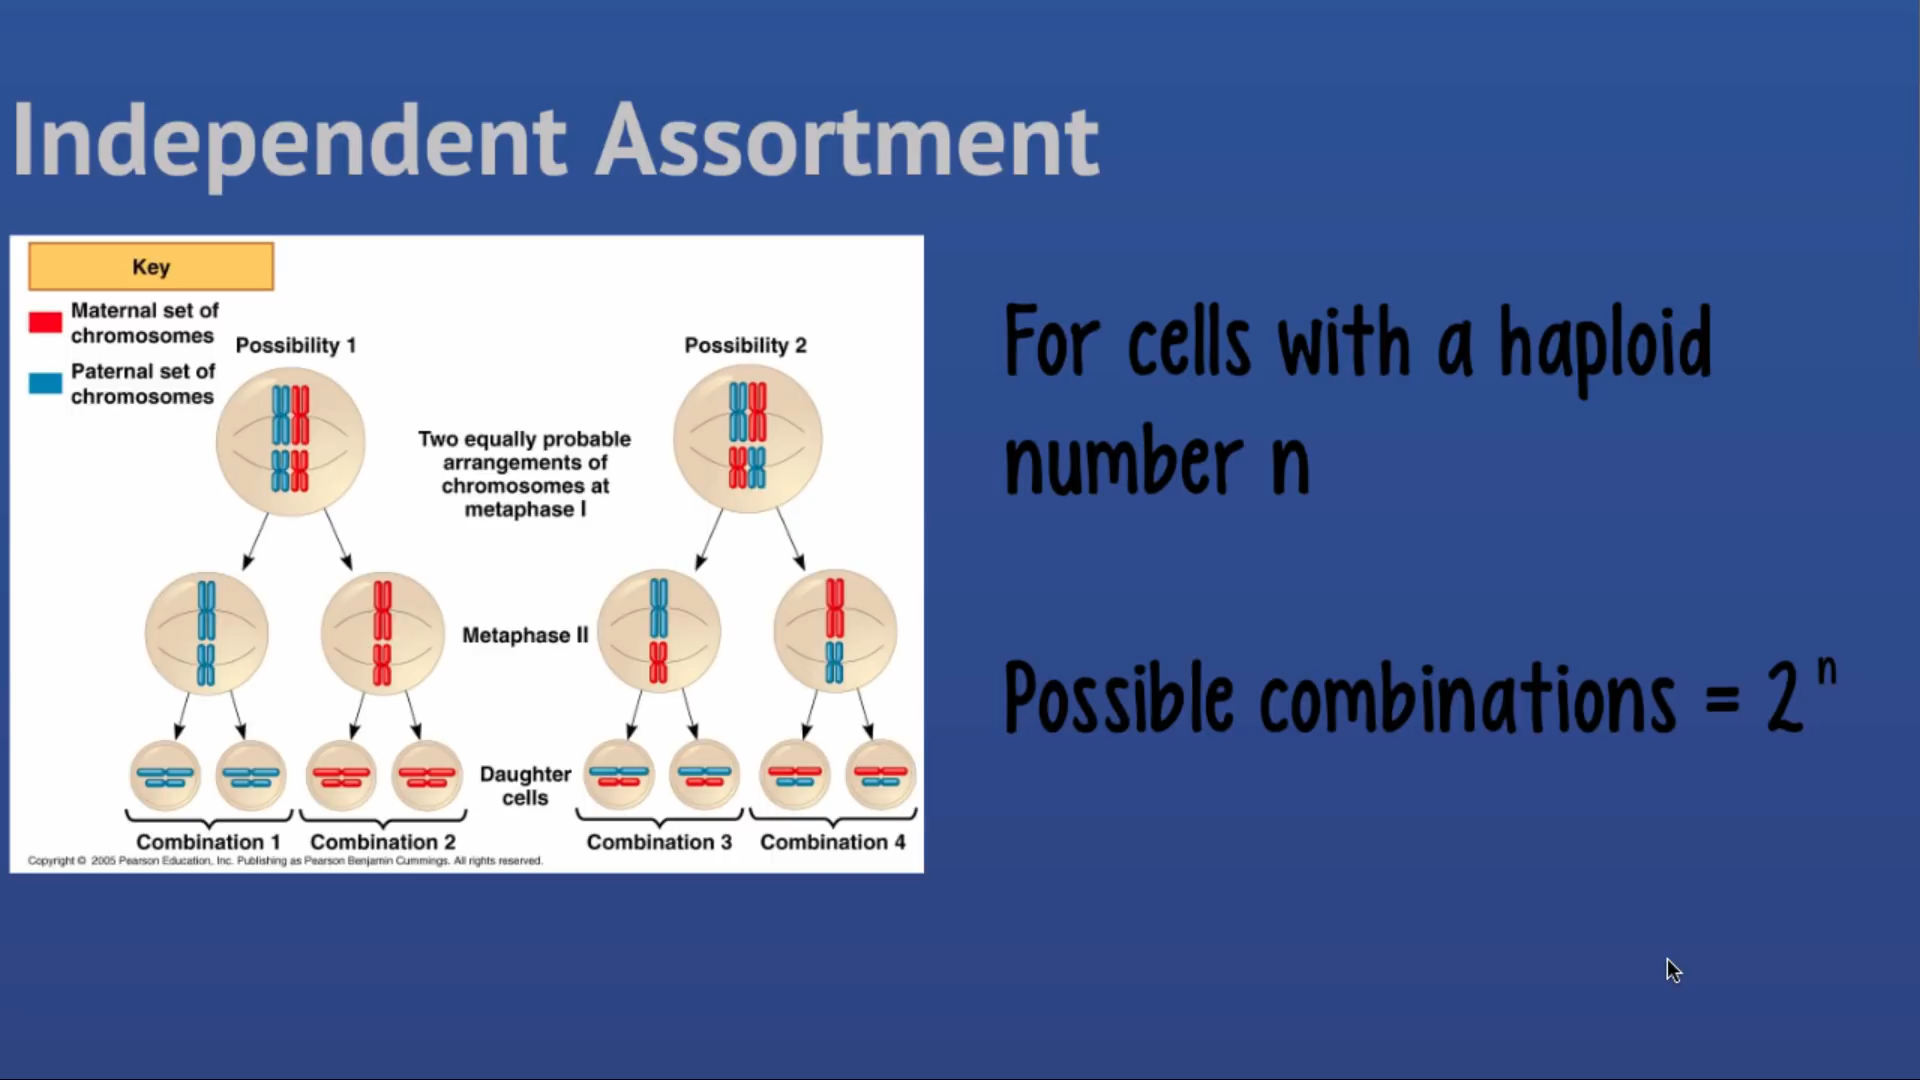 Independent Assortment
Key
Maternal set of
chromosomes
Paternal set of
chromosomes
Possibility 1
Possibility 2
Two equally probable
arrangements of
chromosomes at
metaphase I
Metaphase II
Daughter
cells
Combination 1
Combination 2
Combination 3
Combination 4
Copyright © 2005 Pearson Education, Inc. Publishing as Pearson Benjamin Cummings. All rights reserved.
For cells with a haploid
number n
Possible combinations = 2ⁿ